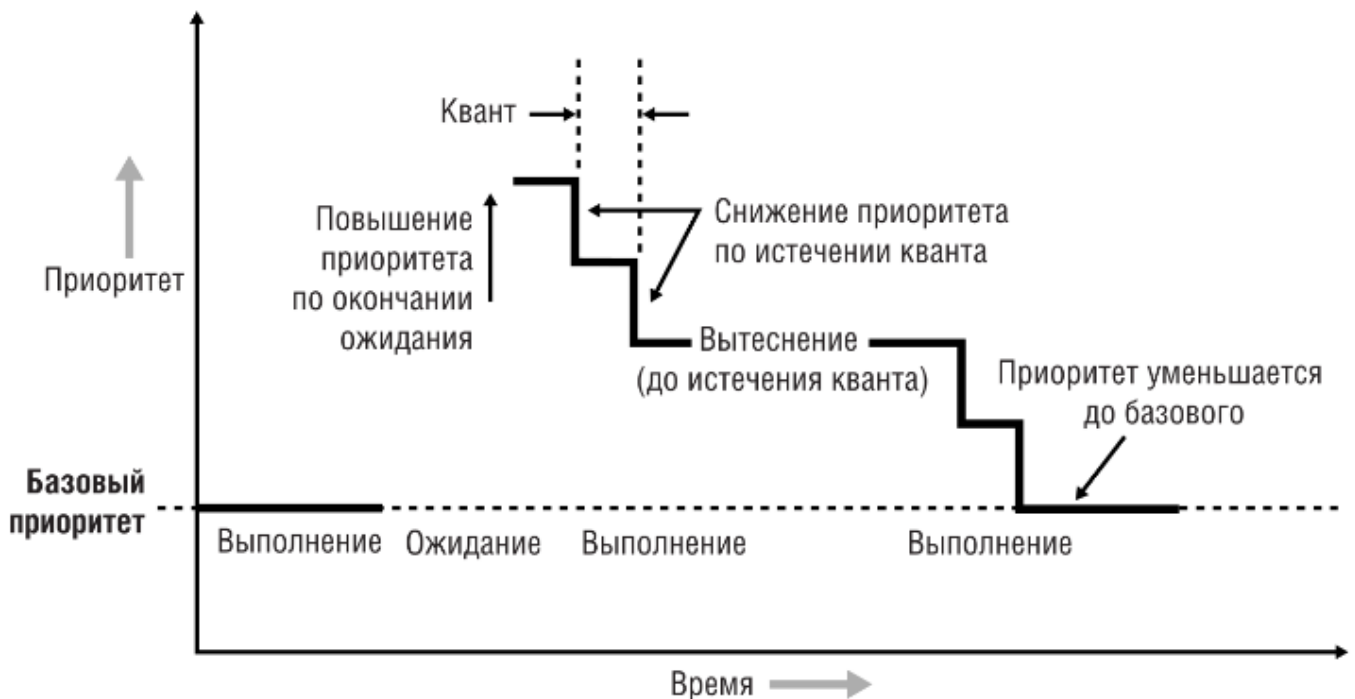 Квант
Повышение
приоритета
по окончании
ожидания
Снижение приоритета
по истечении кванта
Приоритет
Вытеснение
(до истечения кванта)
Приоритет уменьшается
до базового
Базовый
приоритет
Выполнение
Ожидание
Выполнение
Выполнение
Время